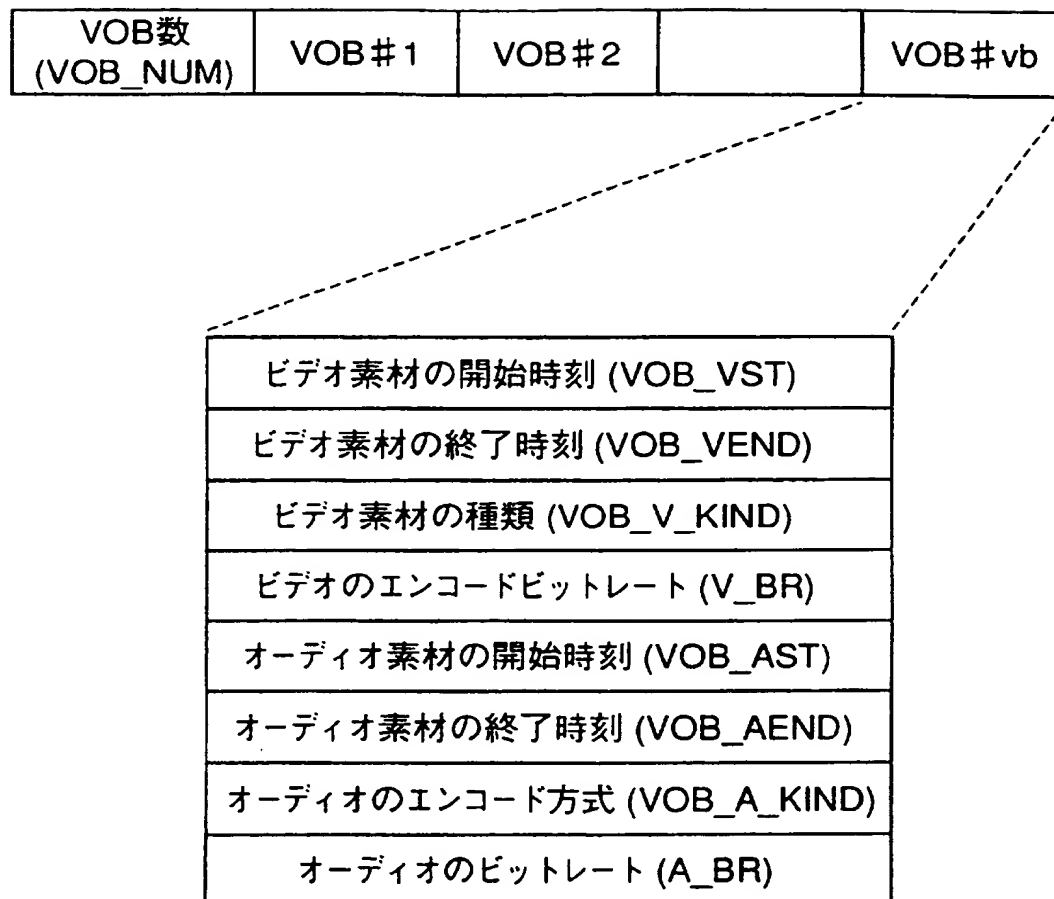 VOB数
(VOB_NUM)
VOB#1
VOB#2
VOB#vb
ビデオ素材の開始時刻 (VOB_VST)
ビデオ素材の終了時刻 (VOB_VEND)
ビデオ素材の種類 (VOB_V_KIND)
ビデオのエンコードビットレート (V_BR)
オーディオ素材の開始時刻 (VOB_AST)
オーディオ素材の終了時刻 (VOB_AEND)
オーディオのエンコード方式 (VOB_A_KIND)
オーディオのビットレート (A_BR)